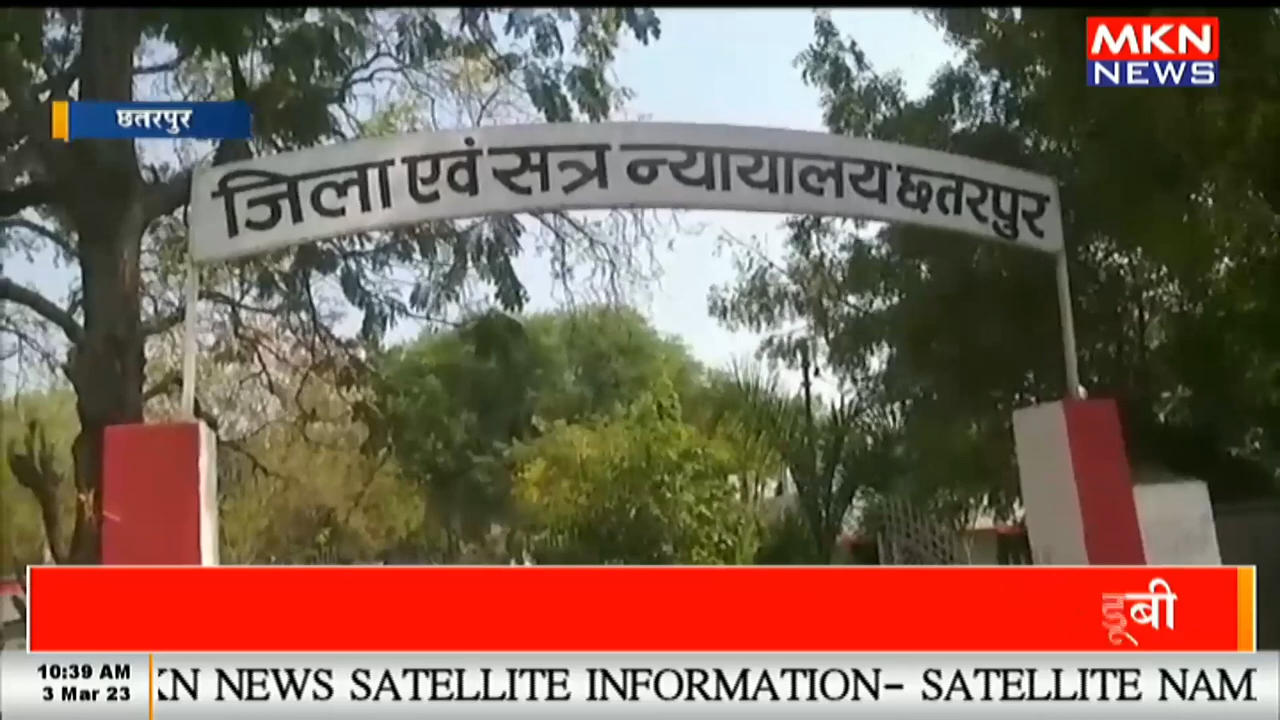 MKN
NEWS
छतरपुर
जिला एवं सत्र न्यायालय छतरपुर
बी
10:39 AM
3 Mar 23
KN NEWS SATELLITE INFORMATION- SATELLITE NAM